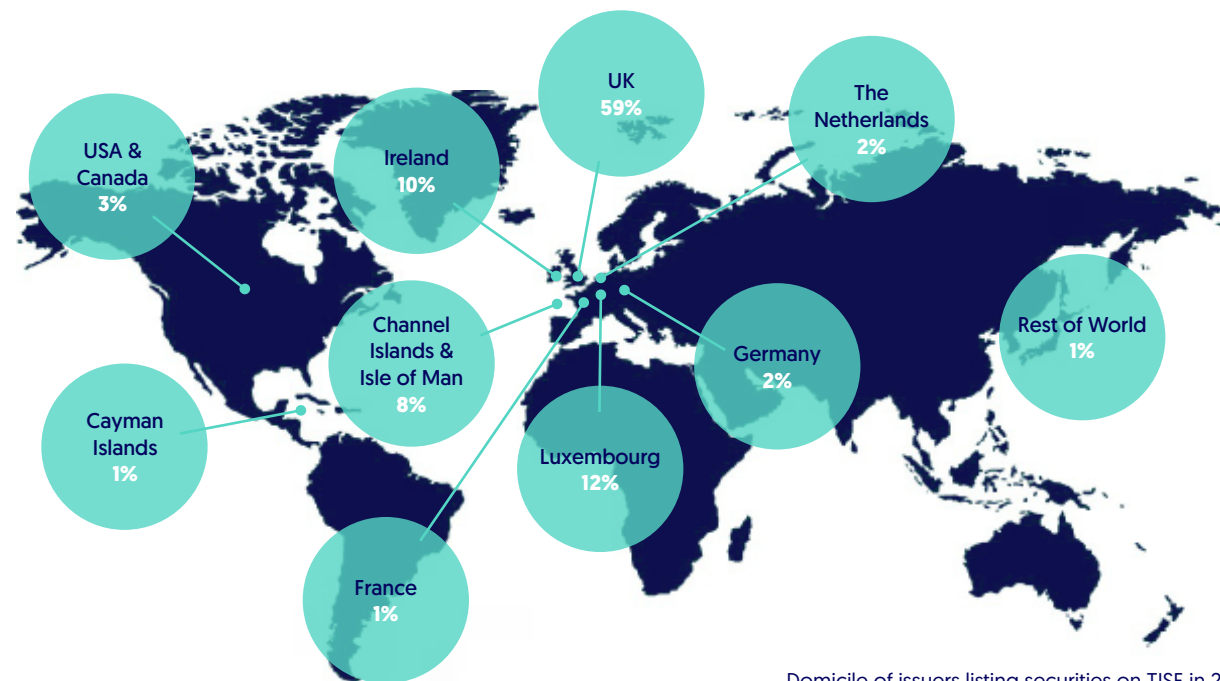 UK
59%
The
Netherlands
2%
USA &
Canada
3%
Ireland
10%
Channel
Islands &
Isle of Man
8%
Rest of World
1%
Germany
2%
Cayman
Islands
1%
Luxembourg
12%
France
1%
Domicile of issuers listing securities on TISE in